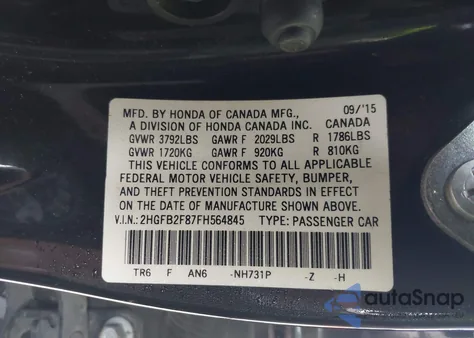 MFD. BY HONDA OF CANADA MFG., 09/'15
A DIVISION OF HONDA CANADA INC. CANADA
GVWR 3792LBS GAWR F 2029LBS R 1786LBS
GVWR 1720KG GAWR F 920KG R 810KG
THIS VEHICLE CONFORMS TO ALL APPLICABLE
FEDERAL MOTOR VEHICLE SAFETY, BUMPER,
AND THEFT PREVENTION STANDARDS IN EFFECT
ON THE DATE OF MANUFACTURE SHOWN ABOVE.
V.I.N.: 2HGFB2F87FH564845 TYPE: PASSENGER CAR
TR6 F AN6 -NH731P -Z -H
autoSnap